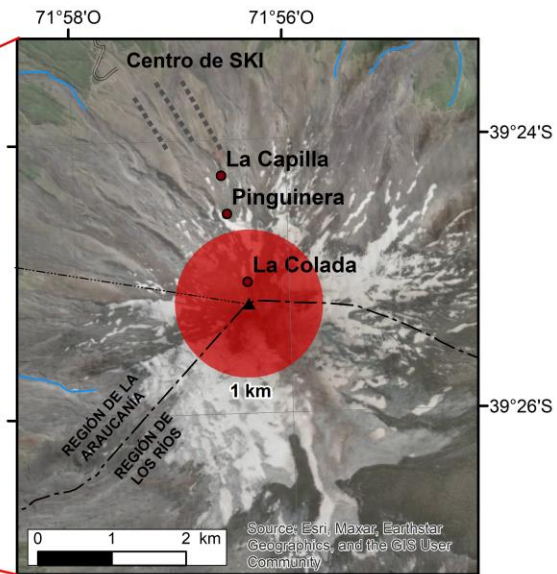 71°58'O
71°56'O
Centro de SKI
39°24'S
La Capilla
Pinguinera
La Colada
1 km
39°26'S
REGIÓN DE LA
ARAUCANÍA
REGIÓN DE
LOS RÍOS
0 1 2 km
Source: Esri, Maxar, Earthstar
Geographics, and the GIS User
Community